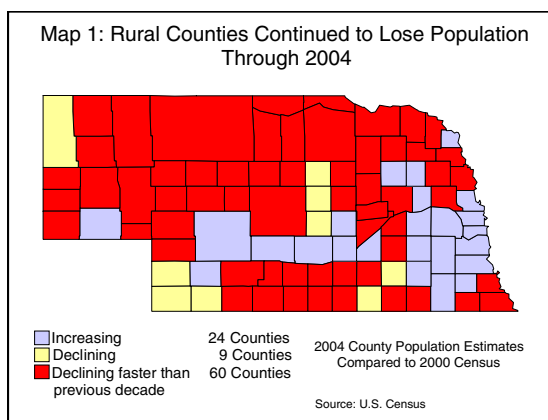 Map 1: Rural Counties Continued to Lose Population
Through 2004
Increasing 24 Counties
Declining 9 Counties
Declining faster than 60 Counties
previous decade
2004 County Population Estimates
Compared to 2000 Census
Source: U.S. Census